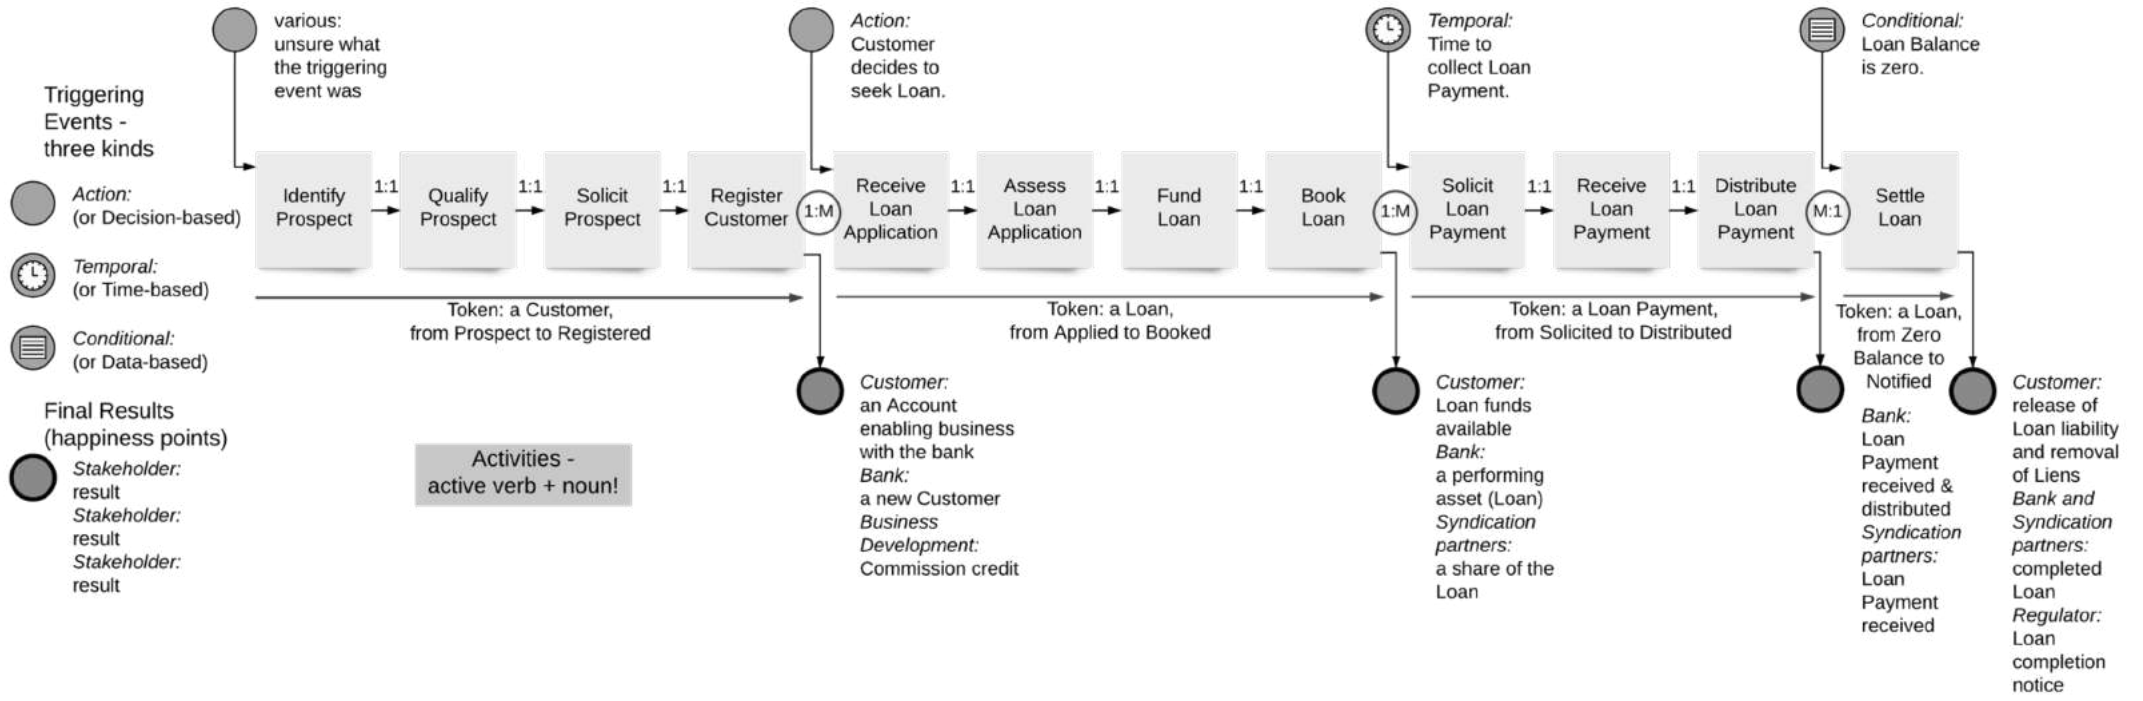 various:
unsure what
the triggering
event was
Action:
Customer
decides to
seek Loan.
Temporal:
Time to
collect Loan
Payment.
Conditional:
Loan Balance
is zero.
Triggering
Events -
three kinds
Action:
(or Decision-based)
Temporal:
(or Time-based)
Conditional:
(or Data-based)
Final Results
(happiness points)
Stakeholder:
result
Stakeholder:
result
Stakeholder:
result
Identify
Prospect
1:1
Qualify
Prospect
1:1
Solicit
Prospect
1:1
Register
Customer
1:M
Receive
Loan
Application
1:1
Assess
Loan
Application
1:1
Fund
Loan
1:1
Book
Loan
1:M
Solicit
Loan
Payment
1:1
Receive
Loan
Payment
1:1
Distribute
Loan
Payment
M:1
Settle
Loan
Token: a Customer,
from Prospect to Registered
Token: a Loan,
from Applied to Booked
Token: a Loan Payment,
from Solicited to Distributed
Token: a Loan,
from Zero
Balance to
Notified
Activities -
active verb + noun!
Customer:
an Account
enabling business
with the bank
Bank:
a new Customer
Business
Development:
Commission credit
Customer:
Loan funds
available
Bank:
a performing
asset (Loan)
Syndication
partners:
a share of the
Loan
Bank:
Loan
Payment
received &
distributed
Syndication
partners:
Loan
Payment
received
Customer:
release of
Loan liability
and removal
of Liens
Bank and
Syndication
partners:
completed
Loan
Regulator:
Loan
completion
notice